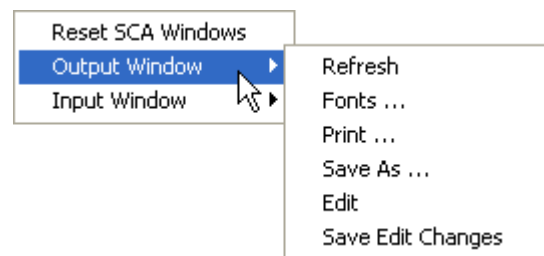 Reset SCA Windows
Output Window
Input Window
Refresh
Fonts ...
Print ...
Save As ...
Edit
Save Edit Changes